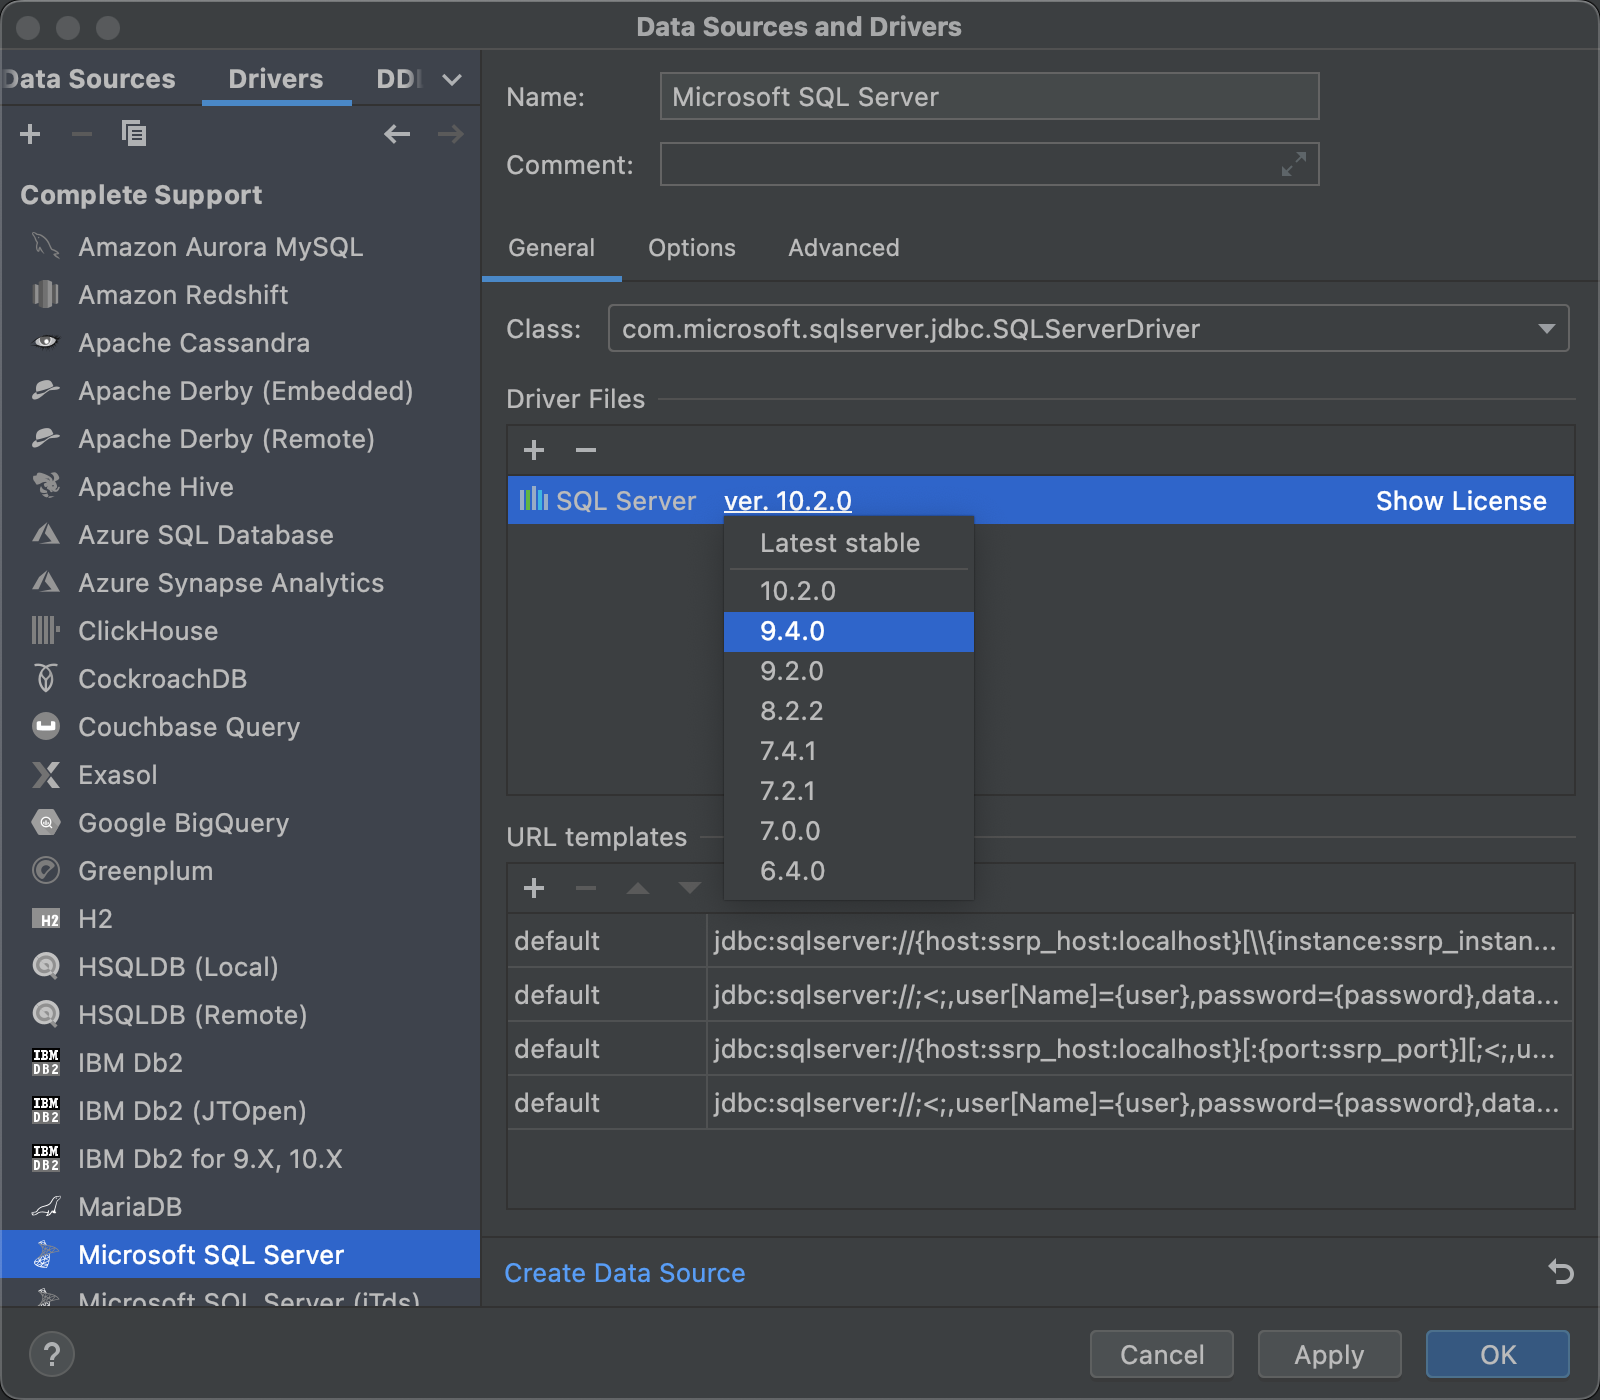 Data Sources and Drivers
Data Sources
Drivers
DDL
+ −
Complete Support
Amazon Aurora MySQL
Amazon Redshift
Apache Cassandra
Apache Derby (Embedded)
Apache Derby (Remote)
Apache Hive
Azure SQL Database
Azure Synapse Analytics
ClickHouse
CockroachDB
Couchbase Query
Exasol
Google BigQuery
Greenplum
H2 H2
HSQLDB (Local)
HSQLDB (Remote)
IBM DB2 IBM Db2
IBM DB2 IBM Db2 (JTOpen)
IBM DB2 IBM Db2 for 9.X, 10.X
MariaDB
Microsoft SQL Server
Microsoft SQL Server (jTds)
Name: Microsoft SQL Server
Comment:
General Options Advanced
Class: com.microsoft.sqlserver.jdbc.SQLServerDriver
Driver Files
+ −
SQL Server ver. 10.2.0 Show License
Latest stable
10.2.0
9.4.0
9.2.0
8.2.2
7.4.1
7.2.1
7.0.0
6.4.0
URL templates
+ −
default jdbc:sqlserver://{host:ssrp_host:localhost}[\\{instance:ssrp_instan...
default jdbc:sqlserver://;<;,user[Name]={user},password={password},data...
default jdbc:sqlserver://{host:ssrp_host:localhost}[:{port:ssrp_port}][;<;,u...
default jdbc:sqlserver://;<;,user[Name]={user},password={password},data...
Create Data Source
? Cancel Apply OK